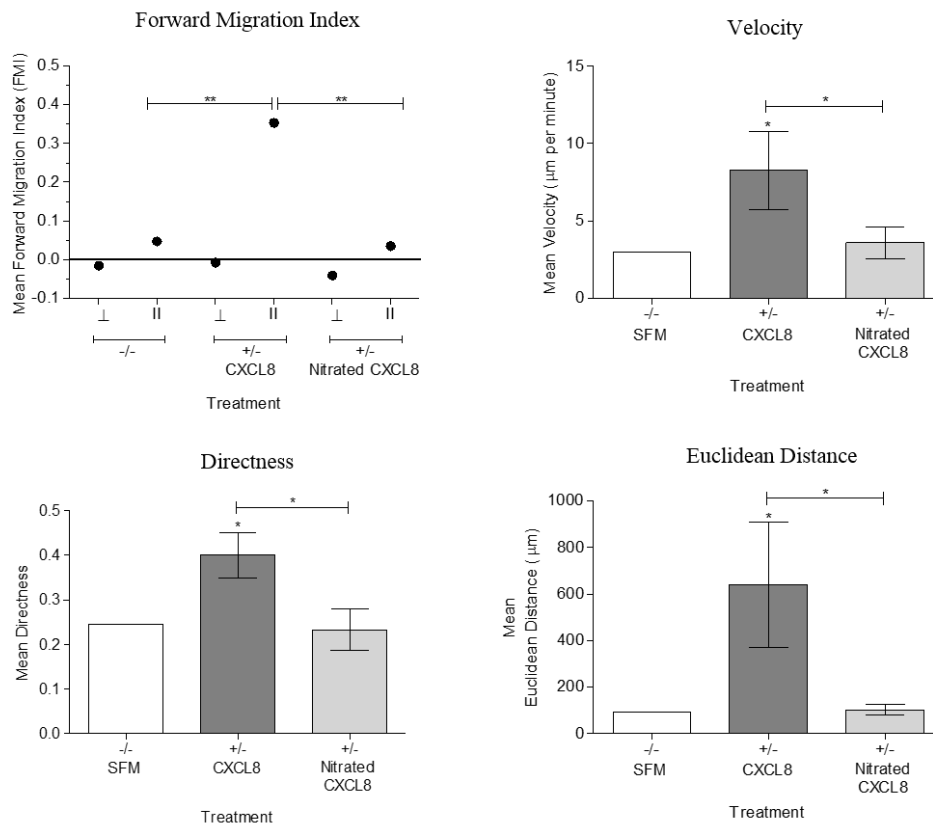 Forward Migration Index
Mean Forward Migration Index (FMI)
0.5
0.4
0.3
0.2
0.1
0.0
-0.1
** **
⊥ || ⊥ || ⊥ ||
-/- +/- +/-
CXCL8 Nitrated CXCL8
Treatment
Velocity
Mean Velocity (µm per minute)
15
10
5
0
*
*
-/- +/- +/-
SFM CXCL8 Nitrated
CXCL8
Treatment
Directness
Mean Directness
0.5
0.4
0.3
0.2
0.1
0.0
*
*
-/- +/- +/-
SFM CXCL8 Nitrated
CXCL8
Treatment
Euclidean Distance
Mean
Euclidean Distance (µm)
1000
800
600
400
200
0
*
*
-/- +/- +/-
SFM CXCL8 Nitrated
CXCL8
Treatment